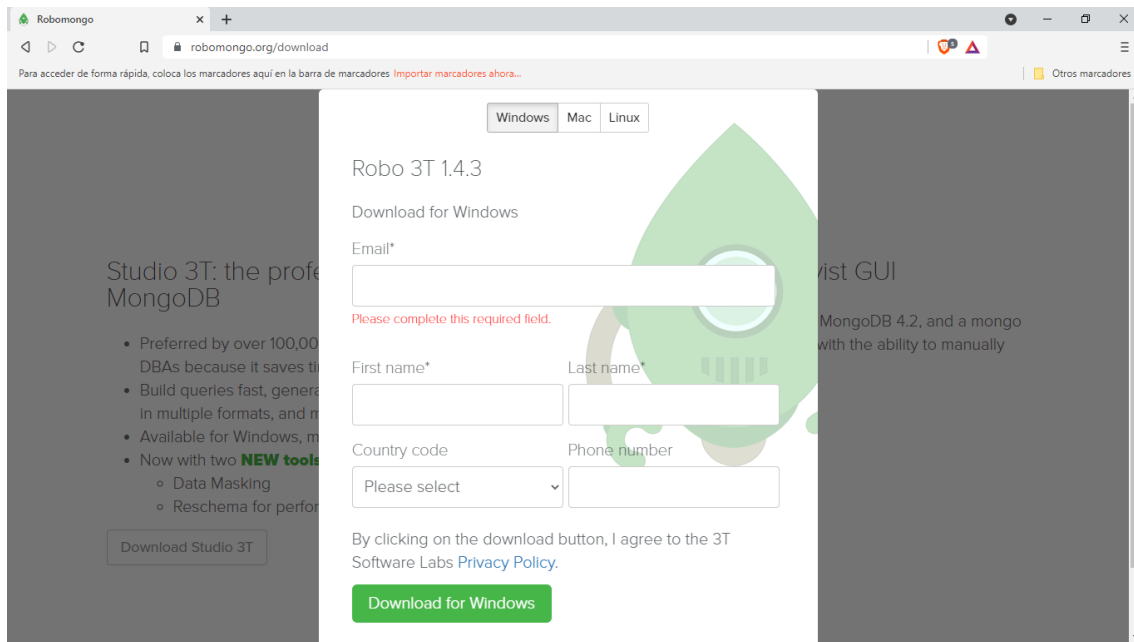 Robomongo
robomongo.org/download
Para acceder de forma rápida, coloca los marcadores aquí en la barra de marcadores Importar marcadores ahora...
Otros marcadores
Windows Mac Linux
Robo 3T 1.4.3
Download for Windows
Email*
Please complete this required field.
First name* Last name*
Country code Phone number
Please select
By clicking on the download button, I agree to the 3T
Software Labs Privacy Policy.
Download for Windows
Studio 3T: the profe
MongoDB
• Preferred by over 100,00
DBAs because it saves ti
• Build queries fast, genera
in multiple formats, and m
• Available for Windows, m
• Now with two NEW tools
Data Masking
Reschema for perfor
Download Studio 3T
vist GUI
MongoDB 4.2, and a mongo
with the ability to manually